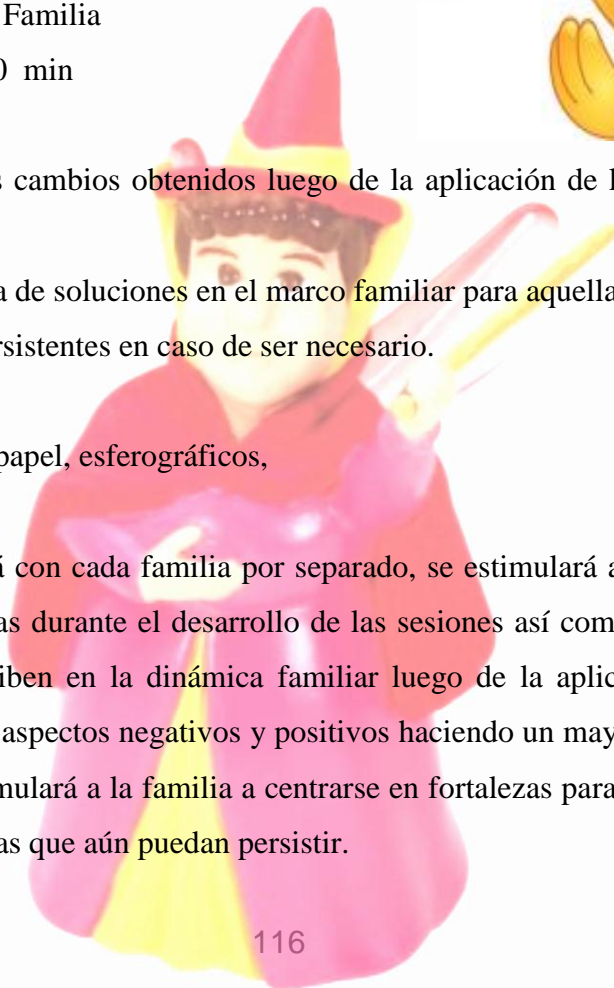 Familia
0 min
s cambios obtenidos luego de la aplicación de l
a de soluciones en el marco familiar para aquella
rsistentes en caso de ser necesario.
papel, esferográficos,
á con cada familia por separado, se estimulará a
as durante el desarrollo de las sesiones así com
iben en la dinámica familiar luego de la aplic
aspectos negativos y positivos haciendo un may
mulará a la familia a centrarse en fortalezas para
as que aún puedan persistir.
116